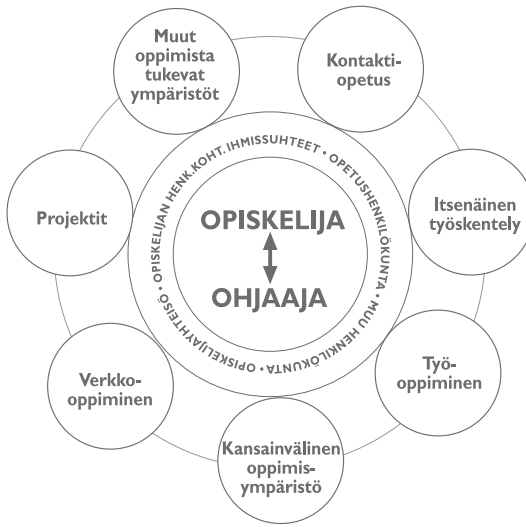 Muut
oppimista
tukevat
ympäristöt
Kontakti-
opetus
Itsenäinen
työskentely
Työ-
oppiminen
Kansainvälinen
oppimis-
ympäristö
Verkko-
oppiminen
Projektit
OPISKELIJAN HENK.KOHT. IHMISSUHTEET • OPETUSHENKILÖKUNTA • MUU HENKILÖKUNTA • OPISKELIJAYHTEISÖ •
OPISKELIJA
OHJAAJA